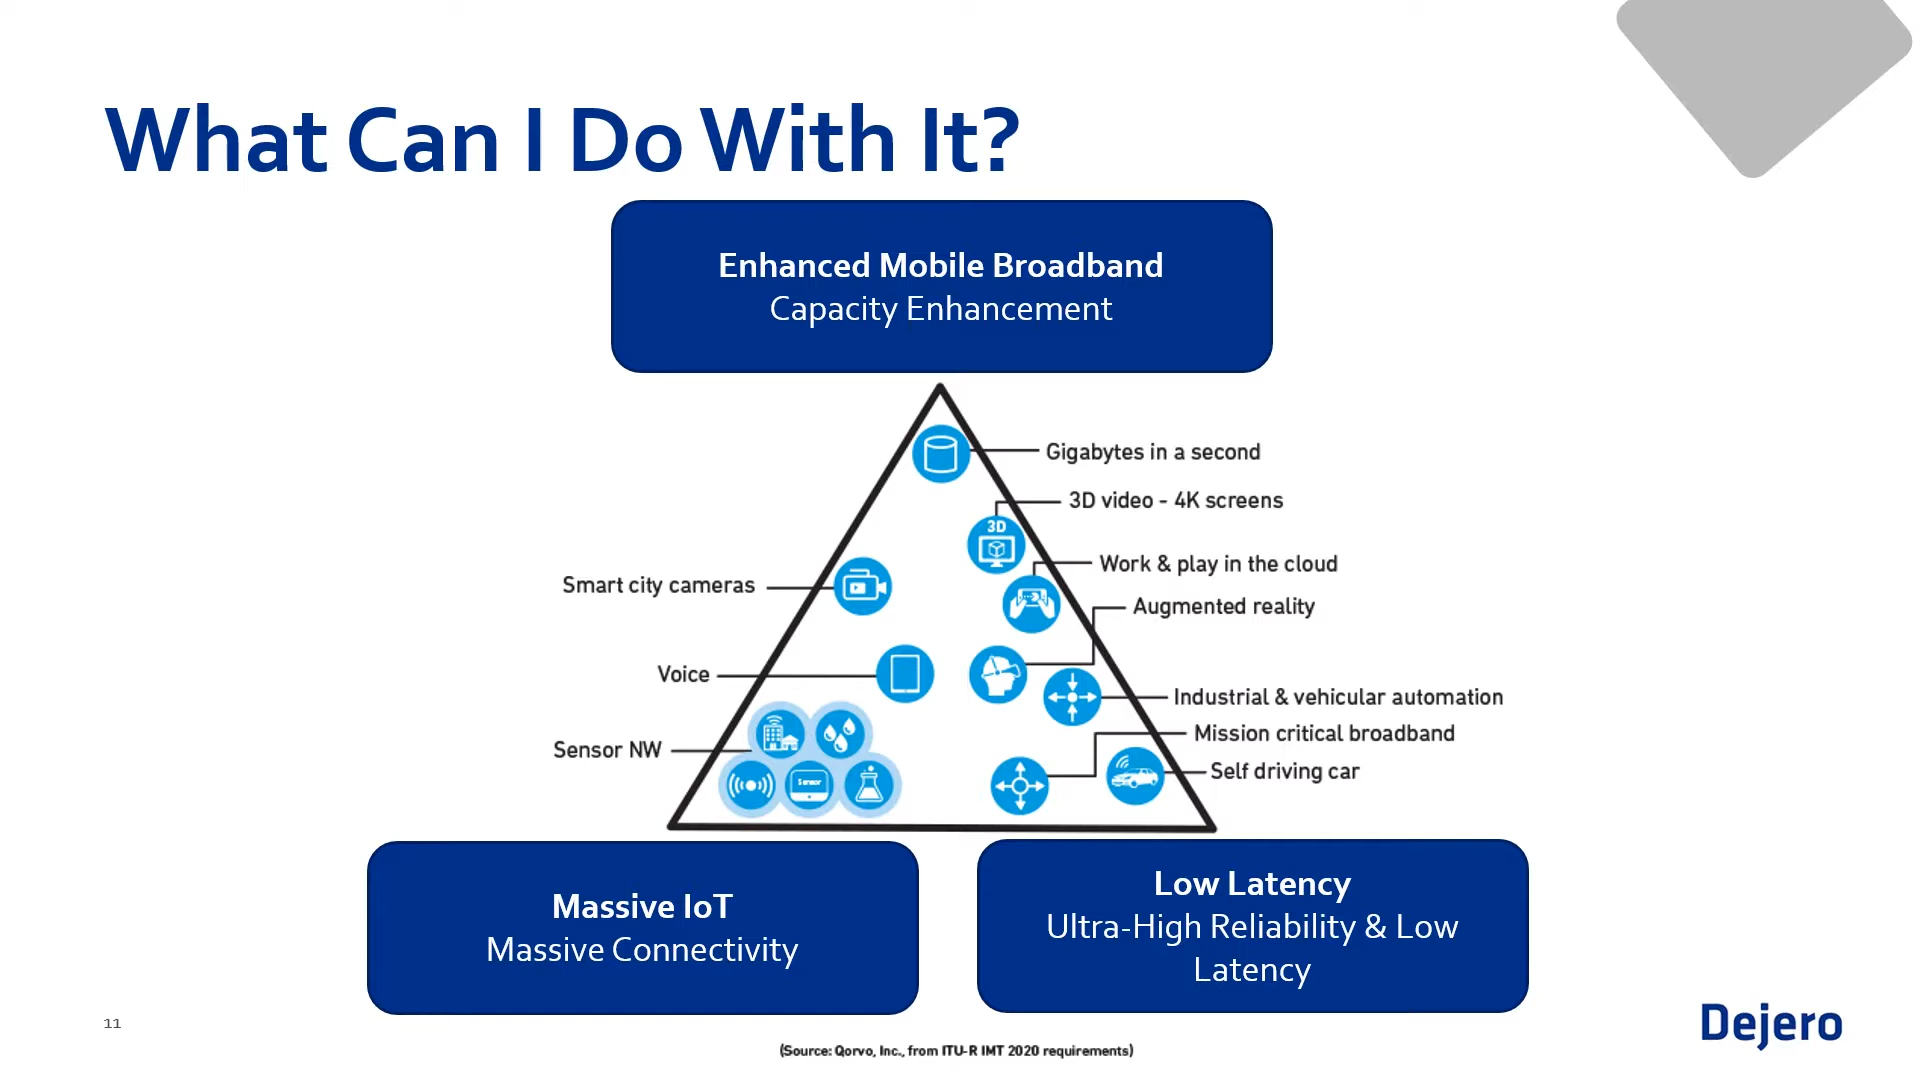 What Can I Do With It?
Enhanced Mobile Broadband
Capacity Enhancement
Gigabytes in a second
3D video - 4K screens
3D
Work & play in the cloud
Smart city cameras
Augmented reality
Voice
Industrial & vehicular automation
Mission critical broadband
Sensor NW
Self driving car
Sensor
Massive IoT
Massive Connectivity
Low Latency
Ultra-High Reliability & Low
Latency
11
Dejero
(Source: Qorvo, Inc., from ITU-R IMT 2020 requirements)